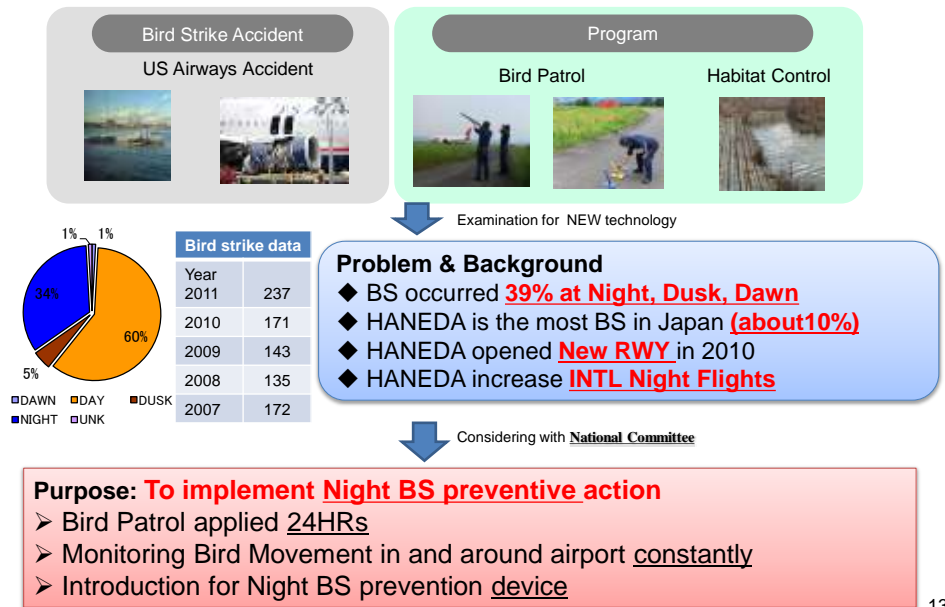 Bird Strike Accident
US Airways Accident
Program
Bird Patrol
Habitat Control
Examination for NEW technology
1%
1%
34%
60%
5%
DAWN DAY DUSK
NIGHT UNK
Bird strike data
Year
2011 237
2010 171
2009 143
2008 135
2007 172
Problem & Background
◆ BS occurred 39% at Night, Dusk, Dawn
◆ HANEDA is the most BS in Japan (about10%)
◆ HANEDA opened New RWY in 2010
◆ HANEDA increase INTL Night Flights
Considering with National Committee
Purpose: To implement Night BS preventive action
➢ Bird Patrol applied 24HRs
➢ Monitoring Bird Movement in and around airport constantly
➢ Introduction for Night BS prevention device